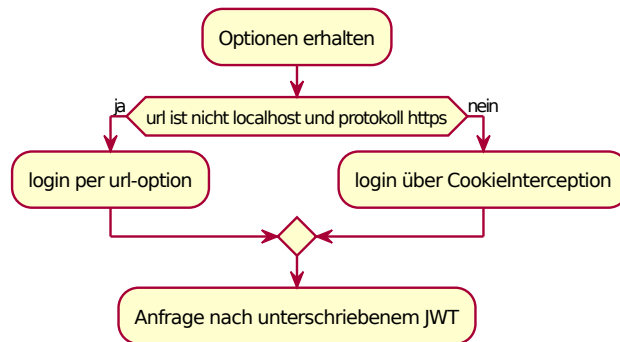 Optionen erhalten
ja
url ist nicht localhost und protokoll https
nein
login per url-option
login über CookieInterception
Anfrage nach unterschriebenem JWT